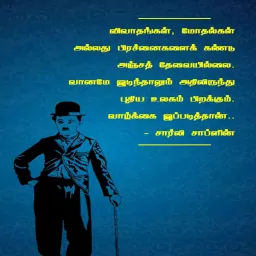 விவாதங்கள், மோதல்கள்
அல்லது பிரச்னைகளைக் கண்டு
அஞ்சத் தேவையில்லை.
வானமே இடிந்தாலும் அதிலிருந்து
புதிய உலகம் பிறக்கும்.
வாழ்க்கை இப்படித்தான்..
- சார்லி சாப்ளின்